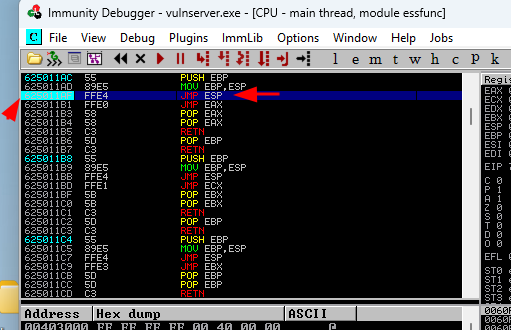 Immunity Debugger - vulnserver.exe - [CPU - main thread, module essfunc]
C File View Debug Plugins ImmLib Options Window Help Jobs
l e m t w h c
625011AC 55 PUSH EBP Regi
625011AD 89E5 MOV EBP,ESP EAX
FFE4 JMP ESP ECX
625011B1 FFE0 JMP EAX EDX
625011B3 58 POP EAX EBX
625011B4 58 POP EAX ESP
625011B5 C3 RETN EBP
625011B6 5D POP EBP ESI
625011B7 C3 RETN EDI
625011B8 55 PUSH EBP
625011B9 89E5 MOV EBP,ESP EIP 7
625011BB FFE4 JMP ESP C 0
625011BD FFE1 JMP ECX P 1
625011BF 5B POP EBX A 0
625011C0 5B POP EBX Z 1
625011C1 C3 RETN S 0
625011C2 5D POP EBP T 0
625011C3 C3 RETN D 0
625011C4 55 PUSH EBP O 0
625011C5 89E5 MOV EBP,ESP
625011C7 FFE4 JMP ESP EFL 0
625011C9 FFE3 JMP EBX ST0 e
625011CB 5D POP EBP ST1 e
625011CC 5D POP EBP ST2 e
625011CD C3 RETN ST3 e
Address Hex dump ASCII
00403000 FF FF FF FF 00 40 00 00